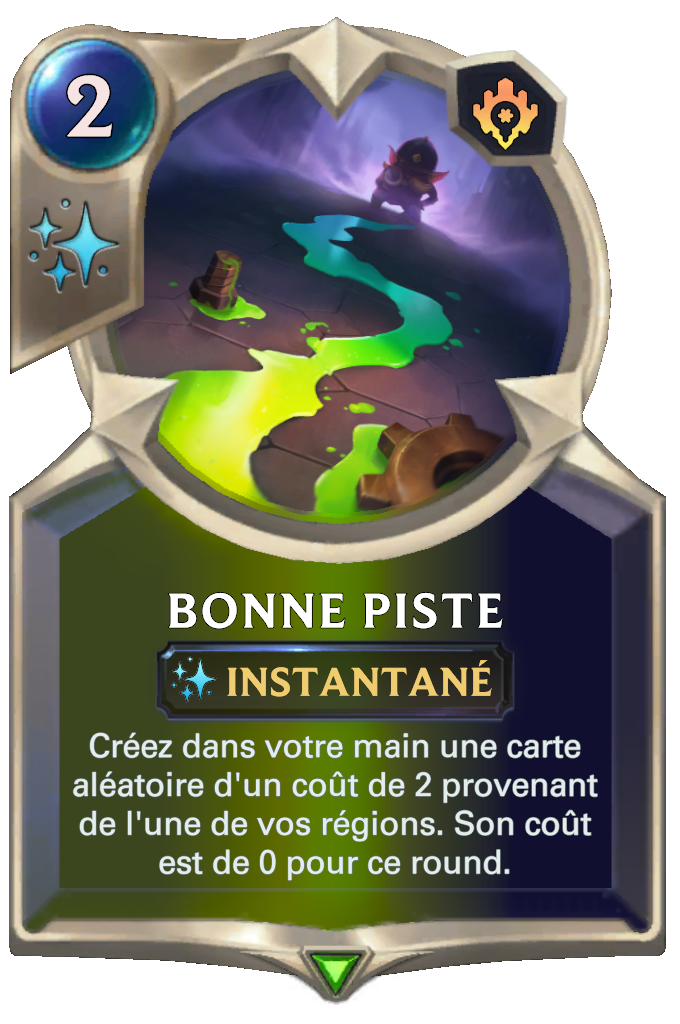 2
BONNE PISTE
INSTANTANÉ
Créez dans votre main une carte
aléatoire d'un coût de 2 provenant
de l'une de vos régions. Son coût
est de 0 pour ce round.